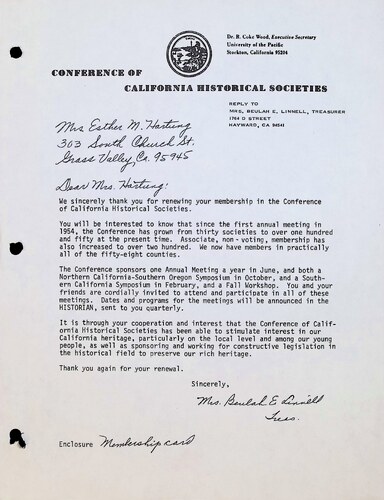 Dr. R. Coke Wood, Executive Secretary
University of the Pacific
Stockton, California 95204
CONFERENCE OF
CALIFORNIA HISTORICAL SOCIETIES
REPLY TO
MRS. BEULAH E. LINNELL, TREASURER
1764 D STREET
HAYWARD, CA 94541
Mrs Esther M. Hartung
363 South Church St.
Grass Valley, Ca. 95945
Dear Mrs. Hartung:
We sincerely thank you for renewing your membership in the Conference
of California Historical Societies.
You will be interested to know that since the first annual meeting in
1954, the Conference has grown from thirty societies to over one hundred
and fifty at the present time. Associate, non - voting, membership has
also increased to over two hundred. We now have members in practically
all of the fifty-eight counties.
The Conference sponsors one Annual Meeting a year in June, and both a
Northern California-Southern Oregon Symposium in October, and a South-
ern California Symposium in February, and a Fall Workshop. You and your
friends are cordially invited to attend and participate in all of these
meetings. Dates and programs for the meetings will be announced in the
HISTORIAN, sent to you quarterly.
It is through your cooperation and interest that the Conference of Calif-
ornia Historical Societies has been able to stimulate interest in our
California heritage, particularly on the local level and among our young
people, as well as sponsoring and working for constructive legislation in
the historical field to preserve our rich heritage.
Thank you again for your renewal.
Sincerely,
Mrs. Beulah E Linnell
Treas.
Enclosure Membership card